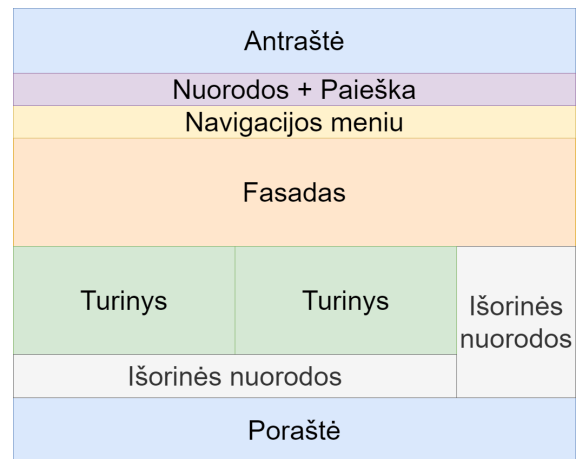 Antraštė
Nuorodos + Paieška
Navigacijos meniu
Fasadas
Turinys
Turinys
Išorinės
nuorodos
Išorinės nuorodos
Poraštė